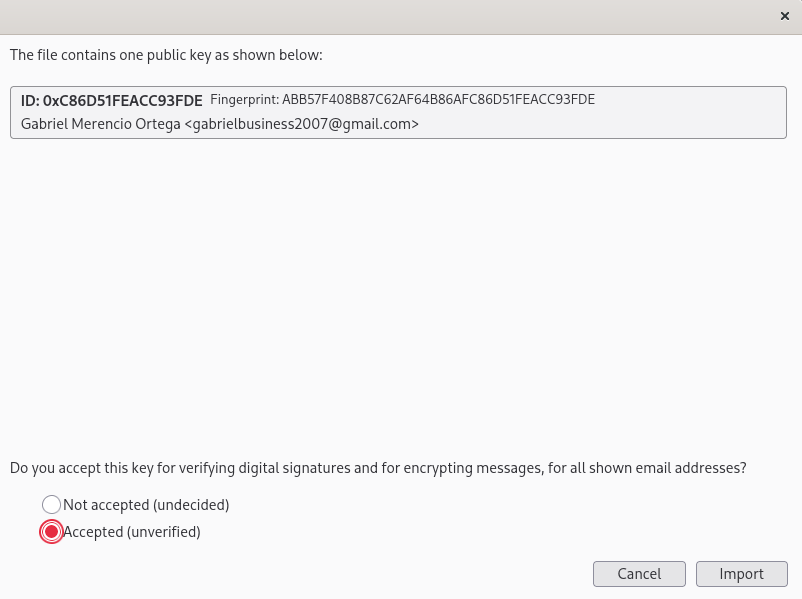 The file contains one public key as shown below:
ID: 0xC86D51FEACC93FDE Fingerprint: ABB57F408B87C62AF64B86AFC86D51FEACC93FDE
Gabriel Merencio Ortega <gabrielbusiness2007@gmail.com>
Do you accept this key for verifying digital signatures and for encrypting messages, for all shown email addresses?
Not accepted (undecided)
Accepted (unverified)
Cancel Import